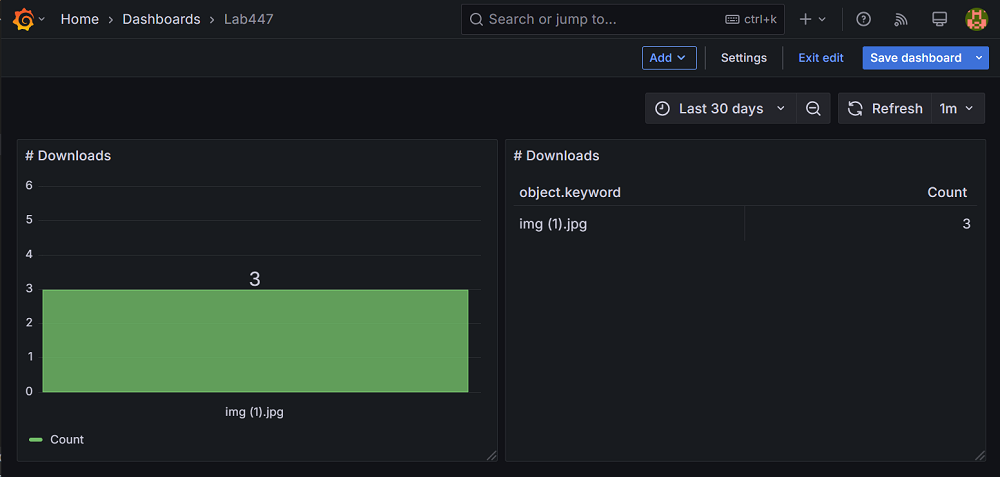 Home > Dashboards > Lab447
Search or jump to... ctrl+k
Add Settings Exit edit Save dashboard
Last 30 days Refresh 1m
# Downloads
6
5
4
3
2
1
0
3
img (1).jpg
Count
# Downloads
object.keyword Count
img (1).jpg 3